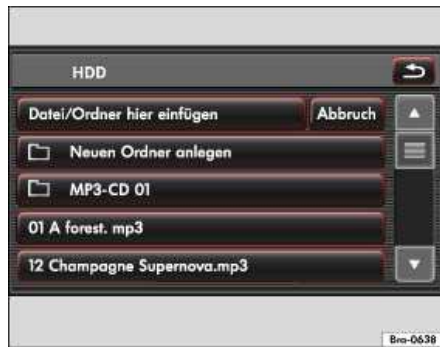 HDD
Datei/Ordner hier einfügen Abbruch
Neuen Ordner anlegen
MP3-CD 01
01 A forest. mp3
12 Champagne Supernova.mp3
Bra-0638